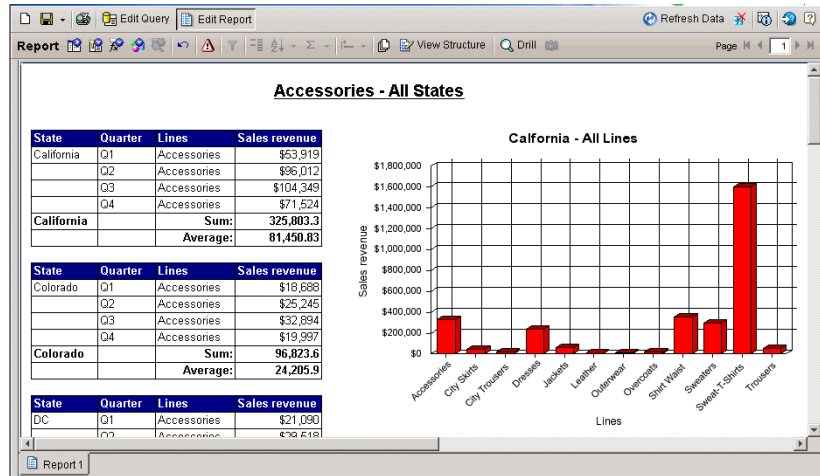 Edit Query Edit Report Refresh Data
Report View Structure Drill Page 1
Accessories - All States
State Quarter Lines Sales revenue
California Q1 Accessories $53,919
Q2 Accessories $96,012
Q3 Accessories $104,349
Q4 Accessories $71,524
California Sum: 325,803.3
Average: 81,450.83
State Quarter Lines Sales revenue
Colorado Q1 Accessories $18,688
Q2 Accessories $25,245
Q3 Accessories $32,894
Q4 Accessories $19,997
Colorado Sum: 96,823.6
Average: 24,205.9
State Quarter Lines Sales revenue
DC Q1 Accessories $21,090
Q2 Accessories $29,518
Calfornia - All Lines
Sales revenue
$1,800,000
$1,600,000
$1,400,000
$1,200,000
$1,000,000
$800,000
$600,000
$400,000
$200,000
$0
Accessories
City Skirts
City Trousers
Dresses
Jackets
Leather
Outerwear
Overcoats
Shirt Waist
Sweaters
Sweat-T-Shirts
Trousers
Lines
Report 1